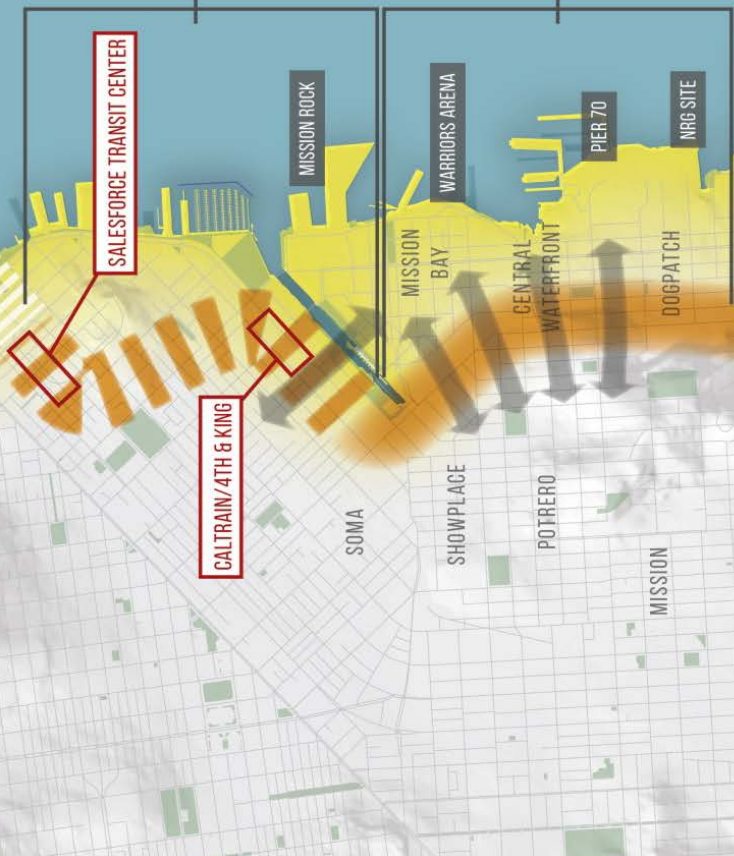 SALESFORCE TRANSIT CENTER
MISSION ROCK
WARRIORS ARENA
PIER 70
NRG SITE
MISSION
BAY
CENTRAL
WATERFRONT
DOGPATCH
CALTRAIN/4TH & KING
SOMA
SHOWPLACE
POTRERO
MISSION